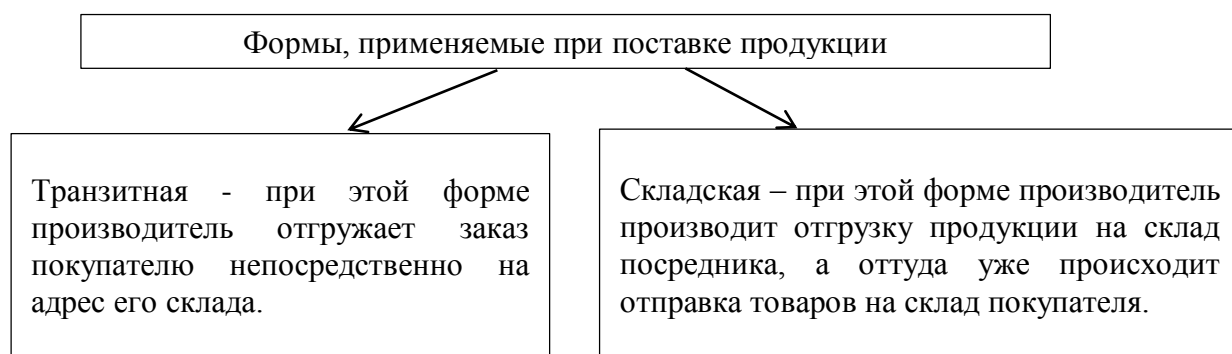 Формы, применяемые при поставке продукции
Транзитная - при этой форме
производитель отгружает заказ
покупателю непосредственно на
адрес его склада.
Складская – при этой форме производитель
производит отгрузку продукции на склад
посредника, а оттуда уже происходит
отправка товаров на склад покупателя.